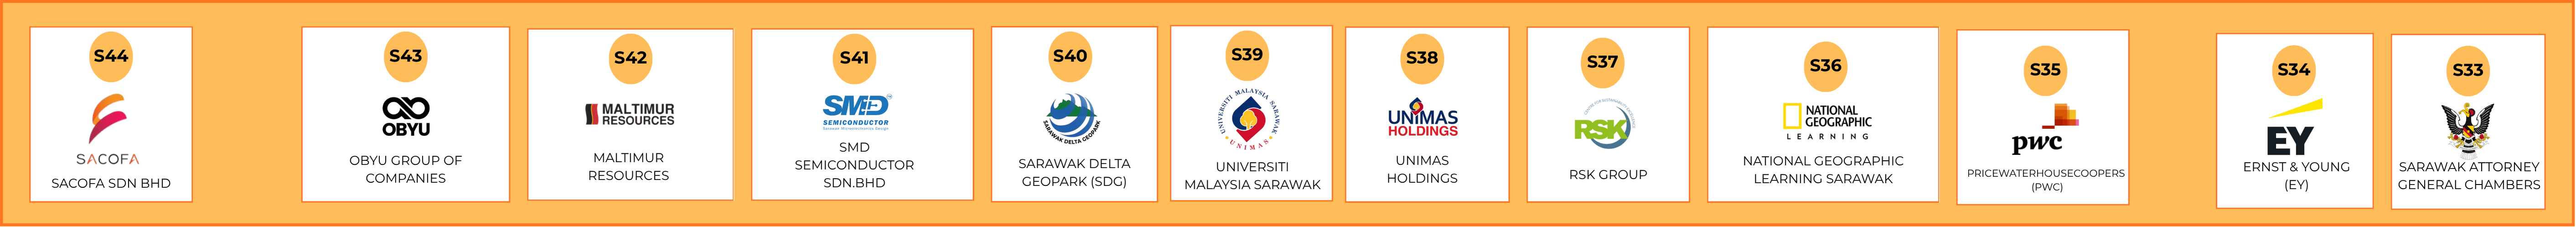 S44
SACOFA
SACOFA SDN BHD
S43
OBYU
OBYU GROUP OF
COMPANIES
S42
MALTIMUR
RESOURCES
MALTIMUR
RESOURCES
S41
SMD
SEMICONDUCTOR
Sarawak Microelectronics Design
SMD
SEMICONDUCTOR
SDN.BHD
S40
SARAWAK DELTA GEOPARK
SARAWAK DELTA
GEOPARK (SDG)
S39
UNIVERSITI MALAYSIA SARAWAK
UNIMAS
UNIVERSITI
MALAYSIA SARAWAK
S38
UNIMAS
HOLDINGS
UNIMAS
HOLDINGS
S37
RSK
RSK GROUP
S36
NATIONAL
GEOGRAPHIC
LEARNING
NATIONAL GEOGRAPHIC
LEARNING SARAWAK
S35
pwc
PRICEWATERHOUSECOOPERS
(PWC)
S34
EY
ERNST & YOUNG
(EY)
S33
SARAWAK ATTORNEY
GENERAL CHAMBERS